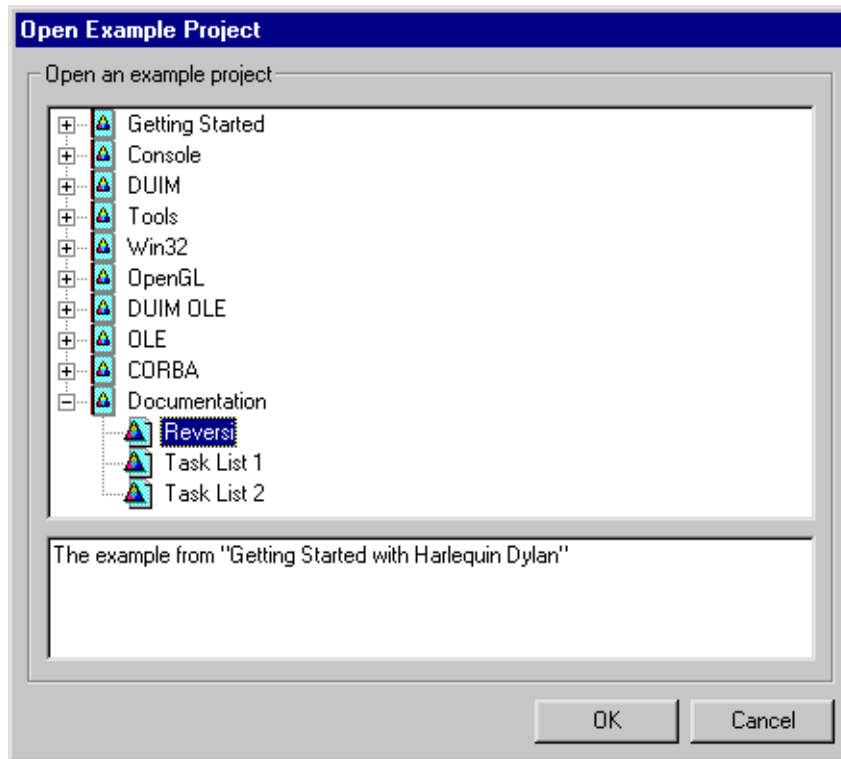 Open Example Project
Open an example project
Getting Started
Console
DUIM
Tools
Win32
OpenGL
DUIM OLE
OLE
CORBA
Documentation
Reversi
Task List 1
Task List 2
The example from "Getting Started with Harlequin Dylan"
OK
Cancel